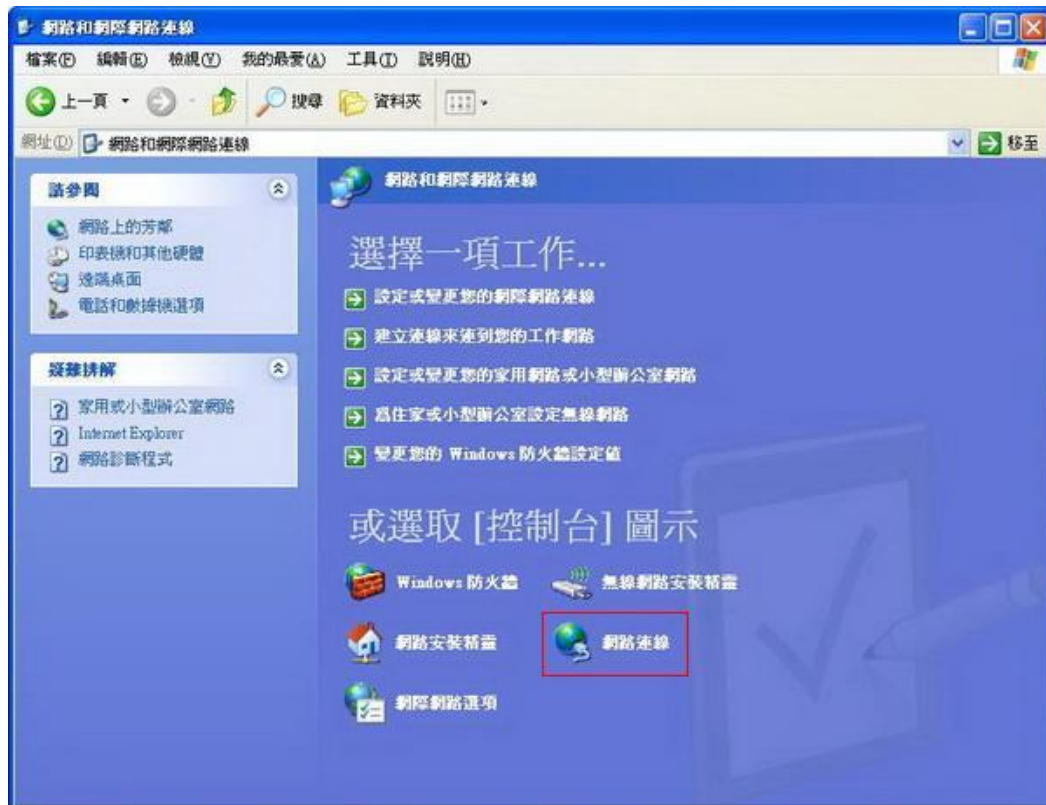 網路和網際網路連線
檔案(F) 編輯(E) 檢視(V) 我的最愛(A) 工具(T) 說明(H)
上一頁 搜尋 資料夾
網址(D) 網路和網際網路連線 移至
請參閱
網路上的芳鄰
印表機和其他硬體
遠端桌面
電話和數據機選項
疑難排解
家用或小型辦公室網路
Internet Explorer
網路診斷程式
網路和網際網路連線
選擇一項工作...
設定或變更您的網際網路連線
建立連線來連到您的工作網路
設定或變更您的家用網路或小型辦公室網路
為住家或小型辦公室設定無線網路
變更您的 Windows 防火牆設定值
或選取 [控制台] 圖示
Windows 防火牆 無線網路安裝精靈
網路安裝精靈 網路連線
網際網路選項